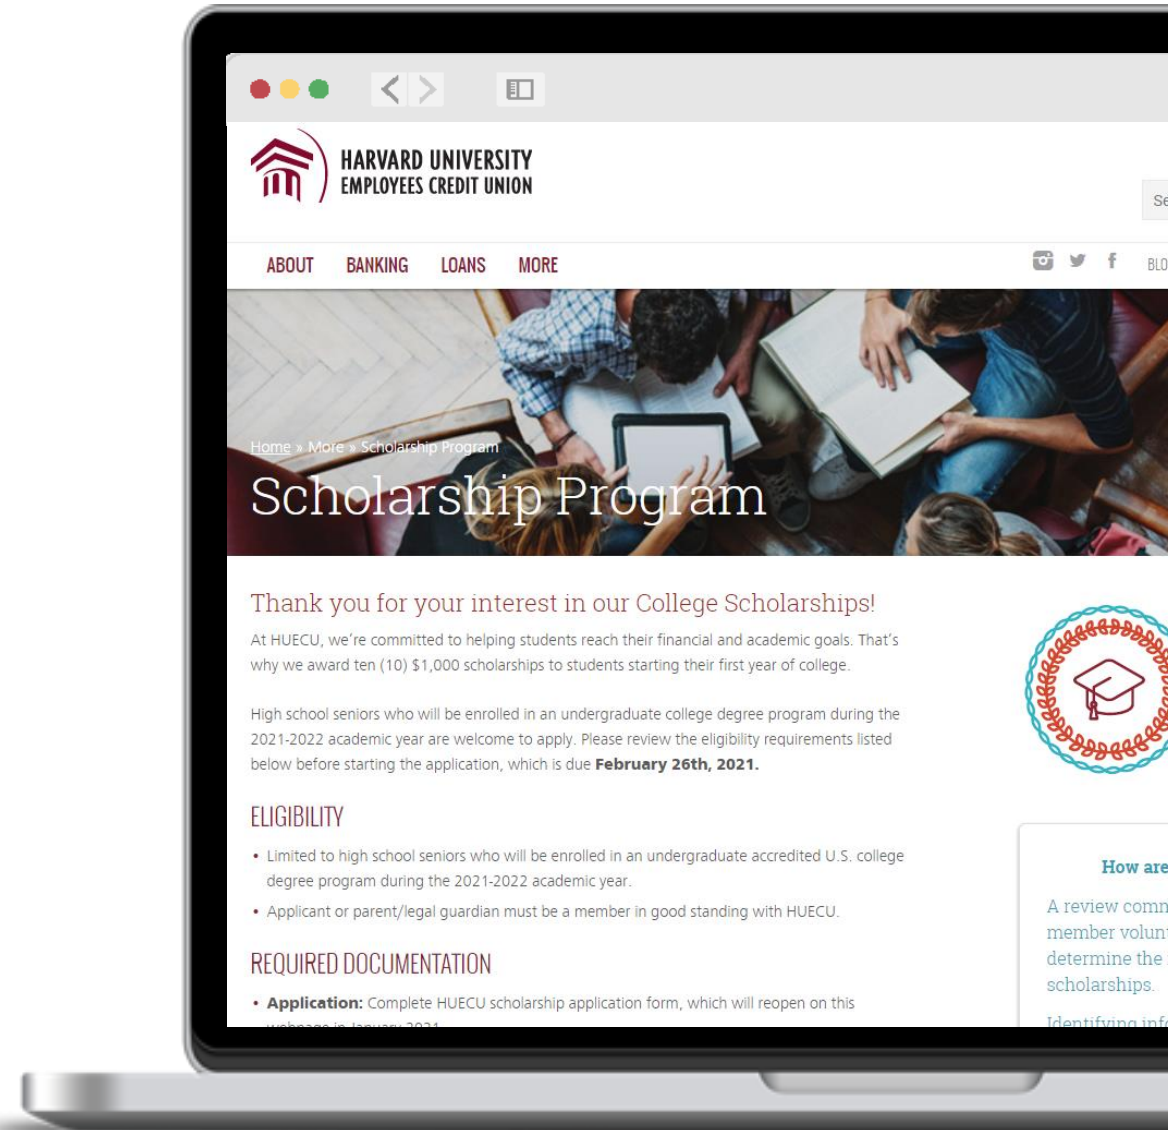 HARVARD UNIVERSITY
EMPLOYEES CREDIT UNION
Se
ABOUT BANKING LOANS MORE
BLO
Home » More » Scholarship Program
Scholarship Program
Thank you for your interest in our College Scholarships!
At HUECU, we're committed to helping students reach their financial and academic goals. That's
why we award ten (10) $1,000 scholarships to students starting their first year of college.
High school seniors who will be enrolled in an undergraduate college degree program during the
2021-2022 academic year are welcome to apply. Please review the eligibility requirements listed
below before starting the application, which is due February 26th, 2021.
ELIGIBILITY
• Limited to high school seniors who will be enrolled in an undergraduate accredited U.S. college
degree program during the 2021-2022 academic year.
• Applicant or parent/legal guardian must be a member in good standing with HUECU.
REQUIRED DOCUMENTATION
• Application: Complete HUECU scholarship application form, which will reopen on this
webpage in January 2021
How are
A review comm
member volun
determine the
scholarships.
Identifying info